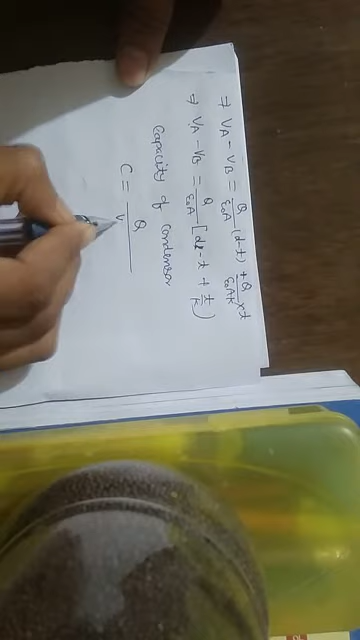 ⇒ VA - VB = Q/ε₀A (d-t) + Q/ε₀AK × t
⇒ VA - VB = Q/ε₀A [d - t + t/K)
Capacity of Condenser
C = Q/V